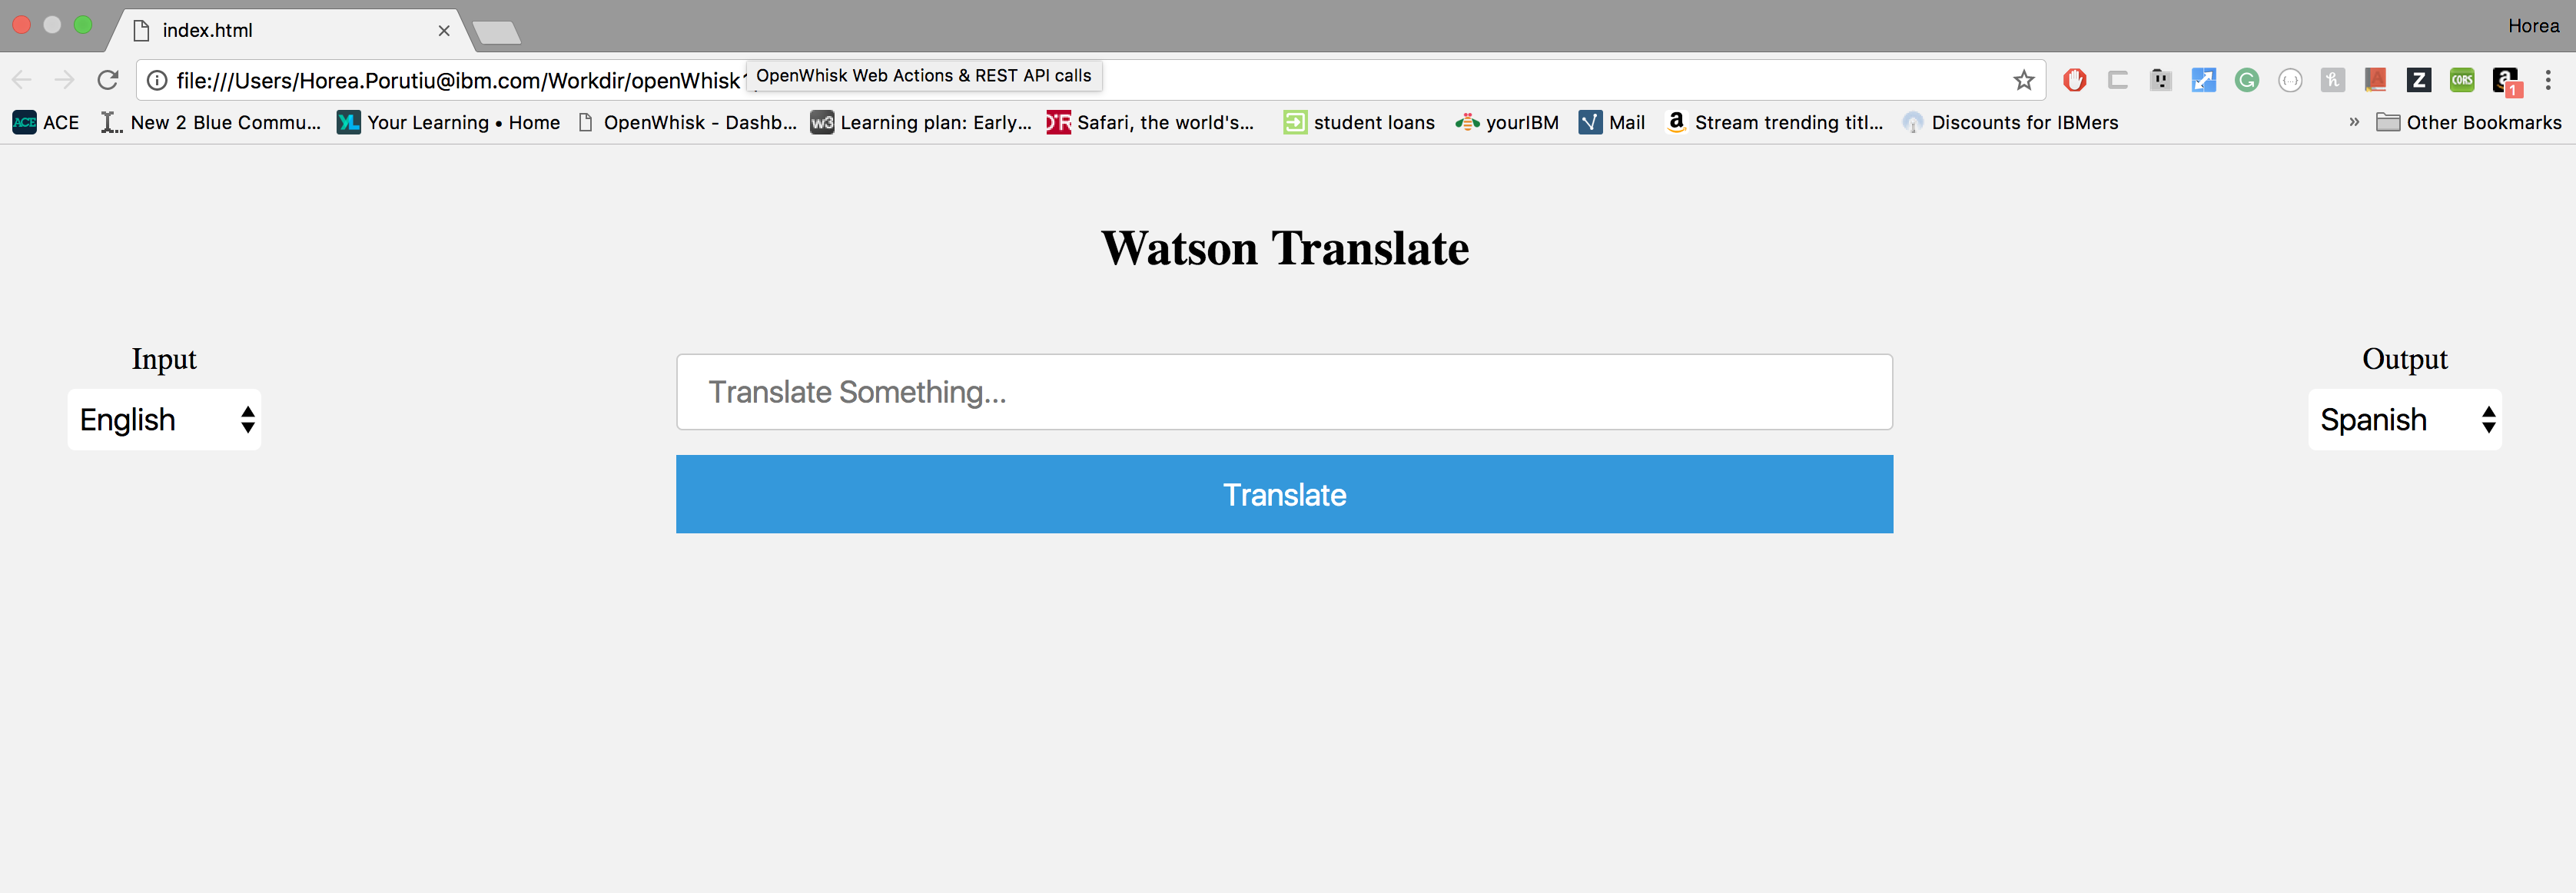 index.html
Horea
file:///Users/Horea.Porutiu@ibm.com/Workdir/openWhisk
OpenWhisk Web Actions & REST API calls
ACE New 2 Blue Commu... Your Learning • Home OpenWhisk - Dashb... w3 Learning plan: Early... Safari, the world's... student loans yourIBM Mail Stream trending titl... Discounts for IBMers » Other Bookmarks
Watson Translate
Input
English
Translate Something...
Translate
Output
Spanish